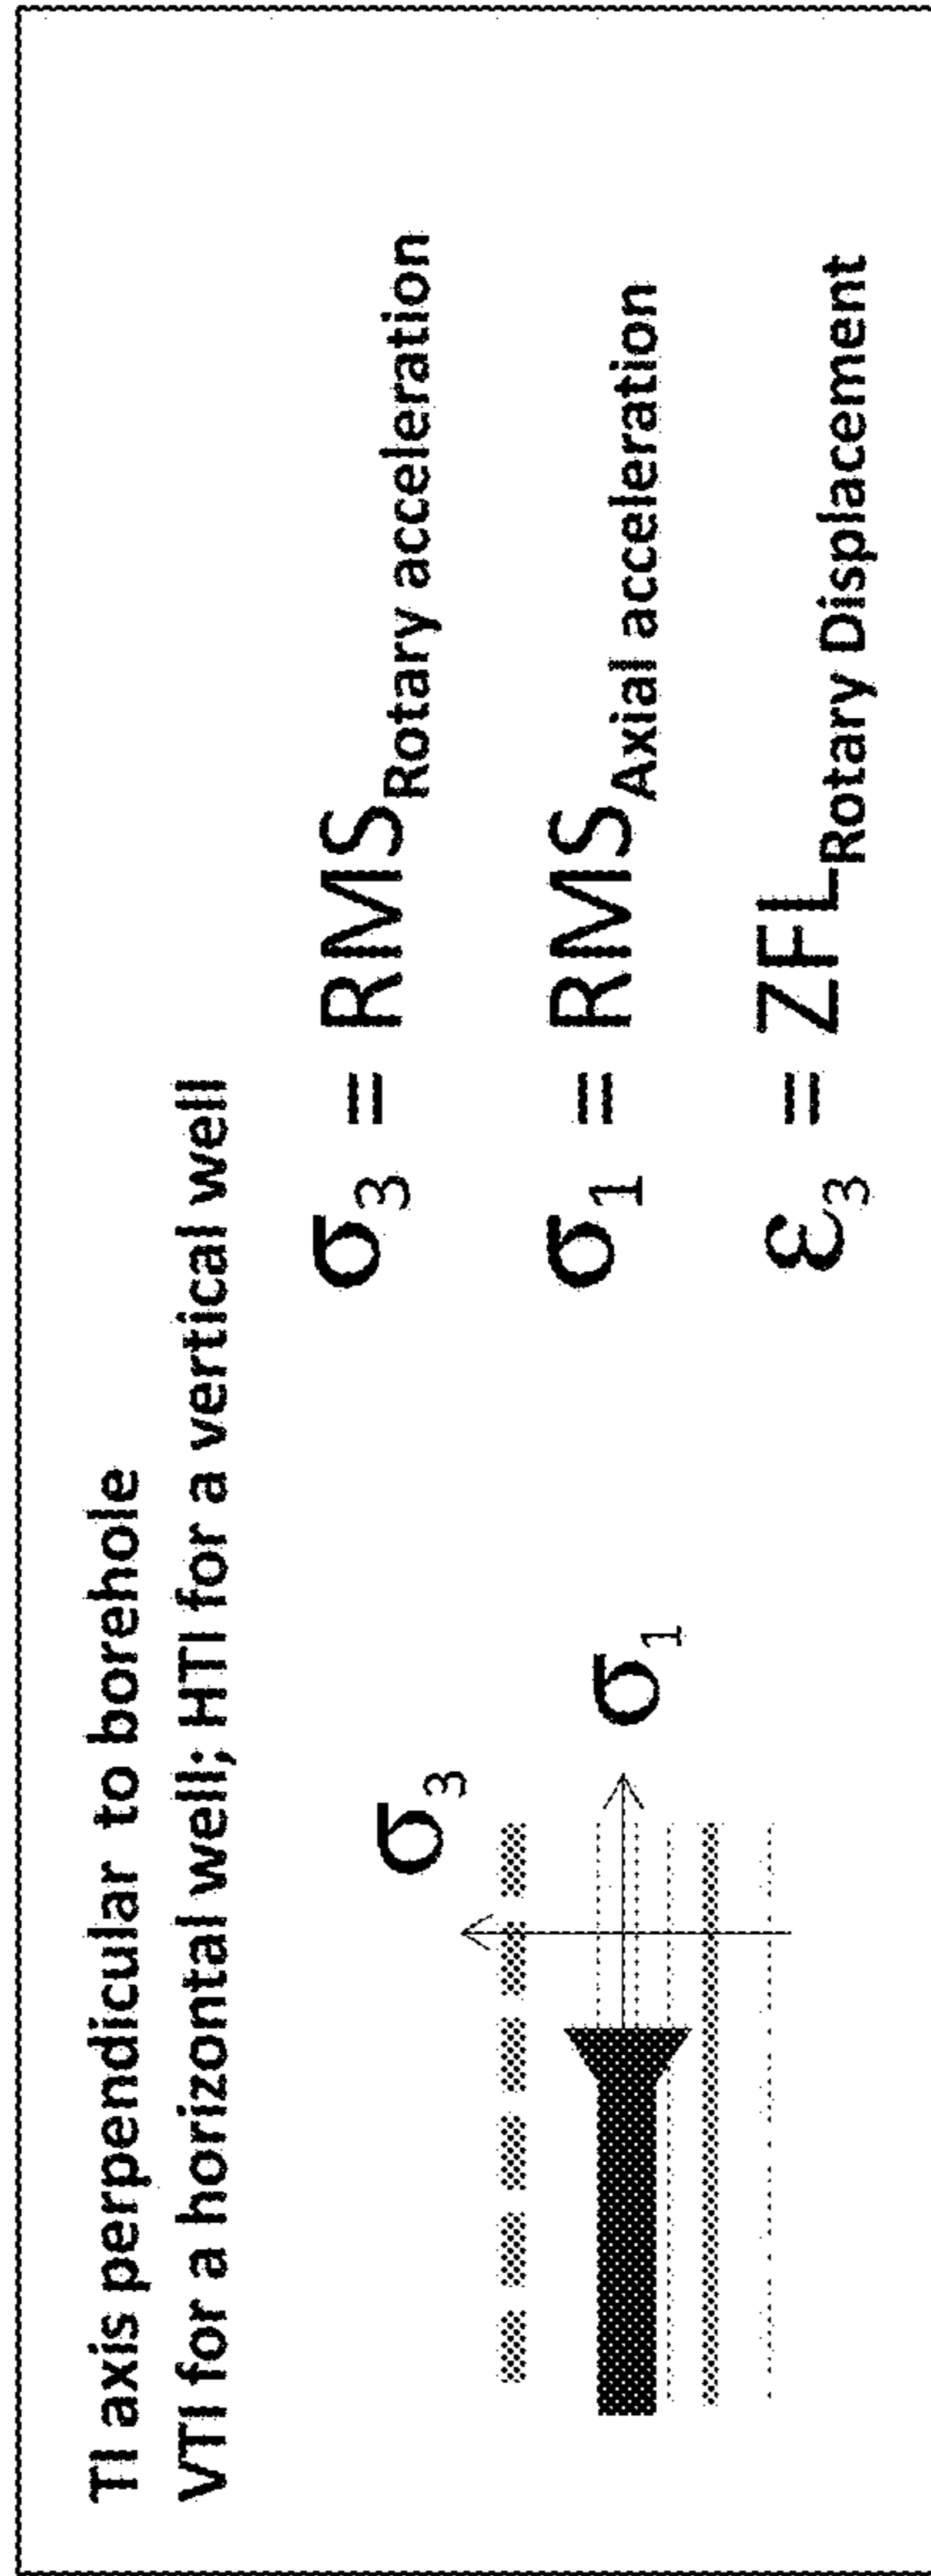 TI axis perpendicular to borehole
VTI for a horizontal well; HTI for a vertical well
σ3
σ1
σ3 = RMSRotary acceleration
σ1 = RMSAxial acceleration
ε3 = ZFLRotary Displacement